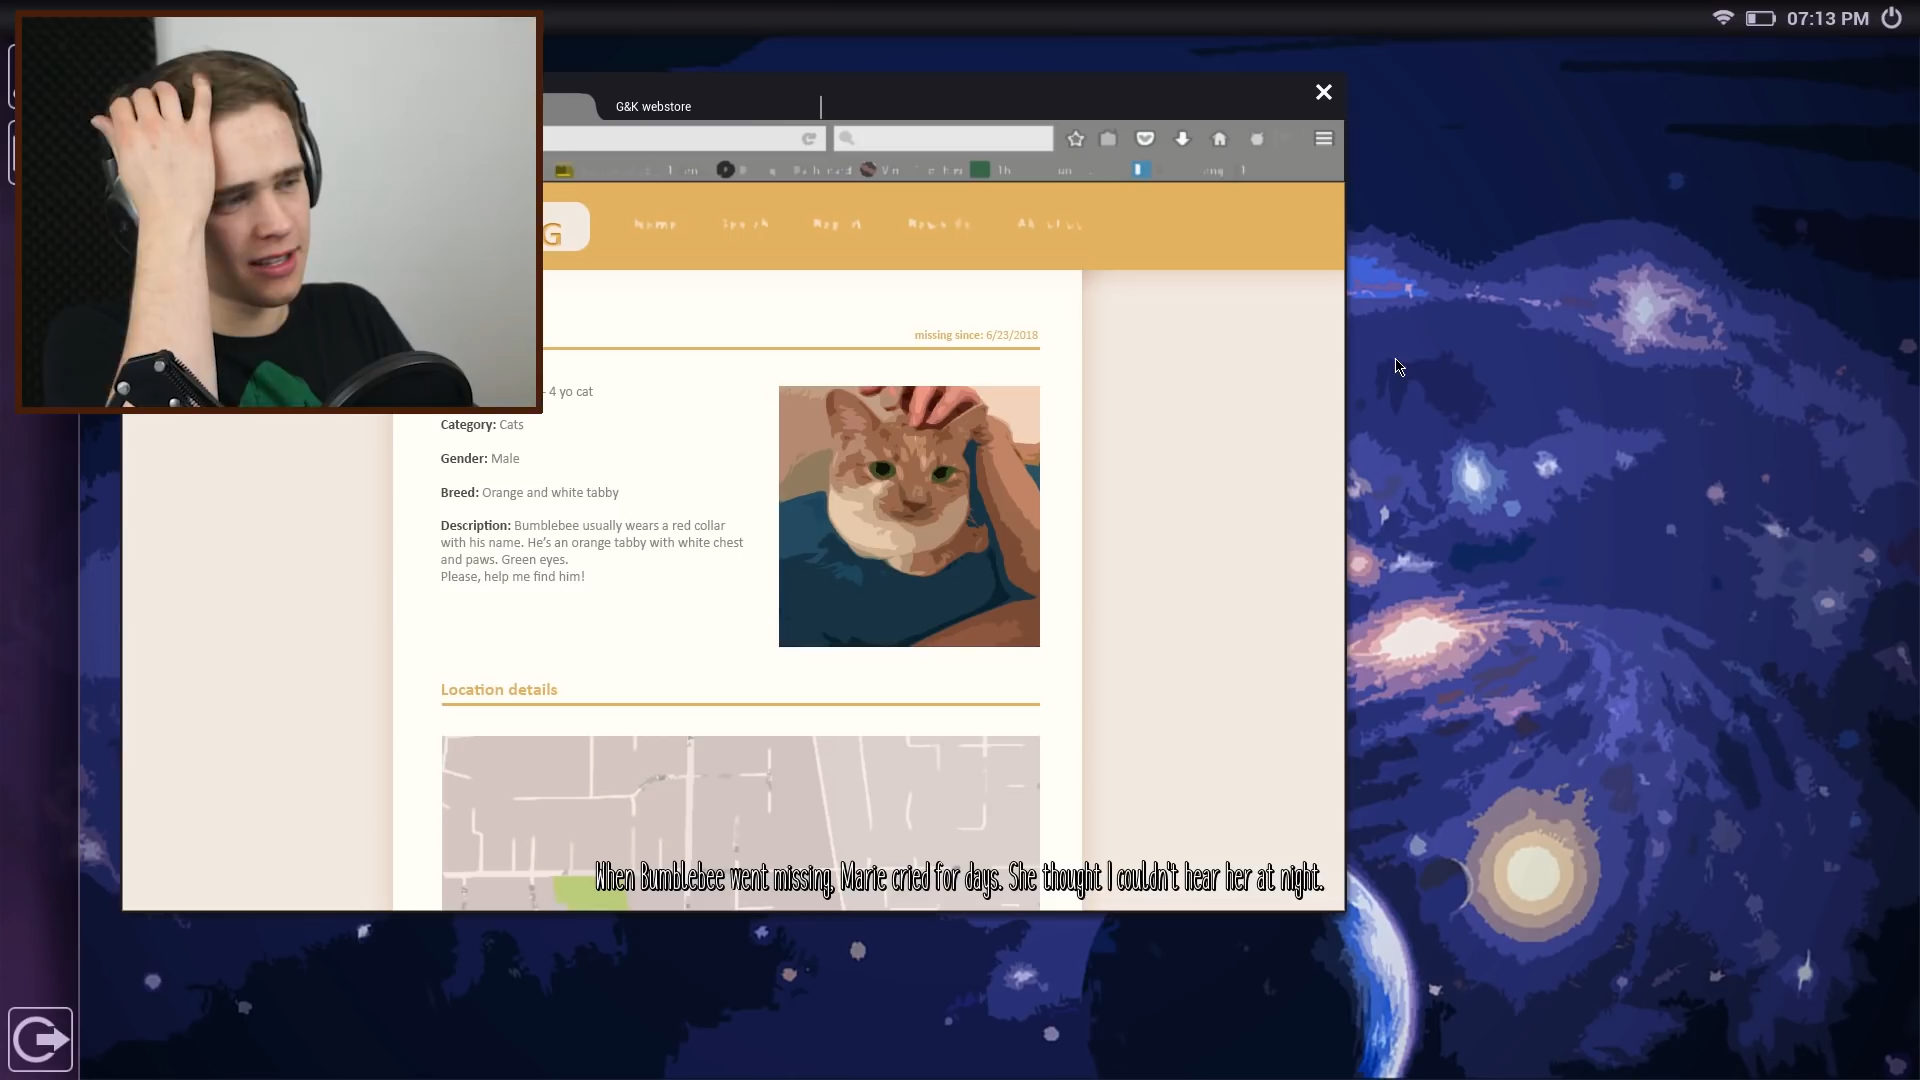 07:13 PM
G&K webstore
G
missing since: 6/23/2018
- 4 yo cat
Category: Cats
Gender: Male
Breed: Orange and white tabby
Description: Bumblebee usually wears a red collar
with his name. He's an orange tabby with white chest
and paws. Green eyes.
Please, help me find him!
Location details
When Bumblebee went missing, Marie cried for days. She thought I couldn't hear her at night.